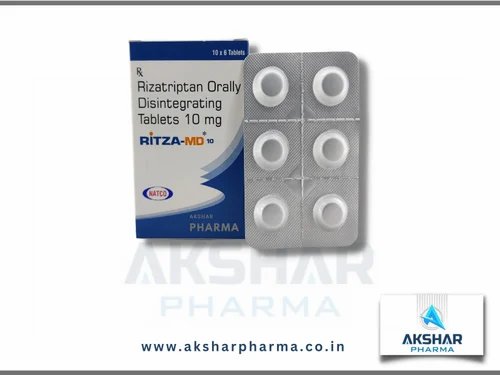 10 x 6 Tablets
Rx
Rizatriptan Orally
Disintegrating
Tablets 10 mg
RITZA-MD* 10
NATCO
AKSHAR
PHARMA
AKSHAR
PHARMA
AKSHAR
PHARMA
www.aksharpharma.co.in